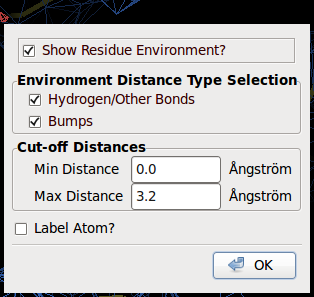 Show Residue Environment?
Environment Distance Type Selection
Hydrogen/Other Bonds
Bumps
Cut-off Distances
Min Distance 0.0 Ångström
Max Distance 3.2 Ångström
Label Atom?
OK